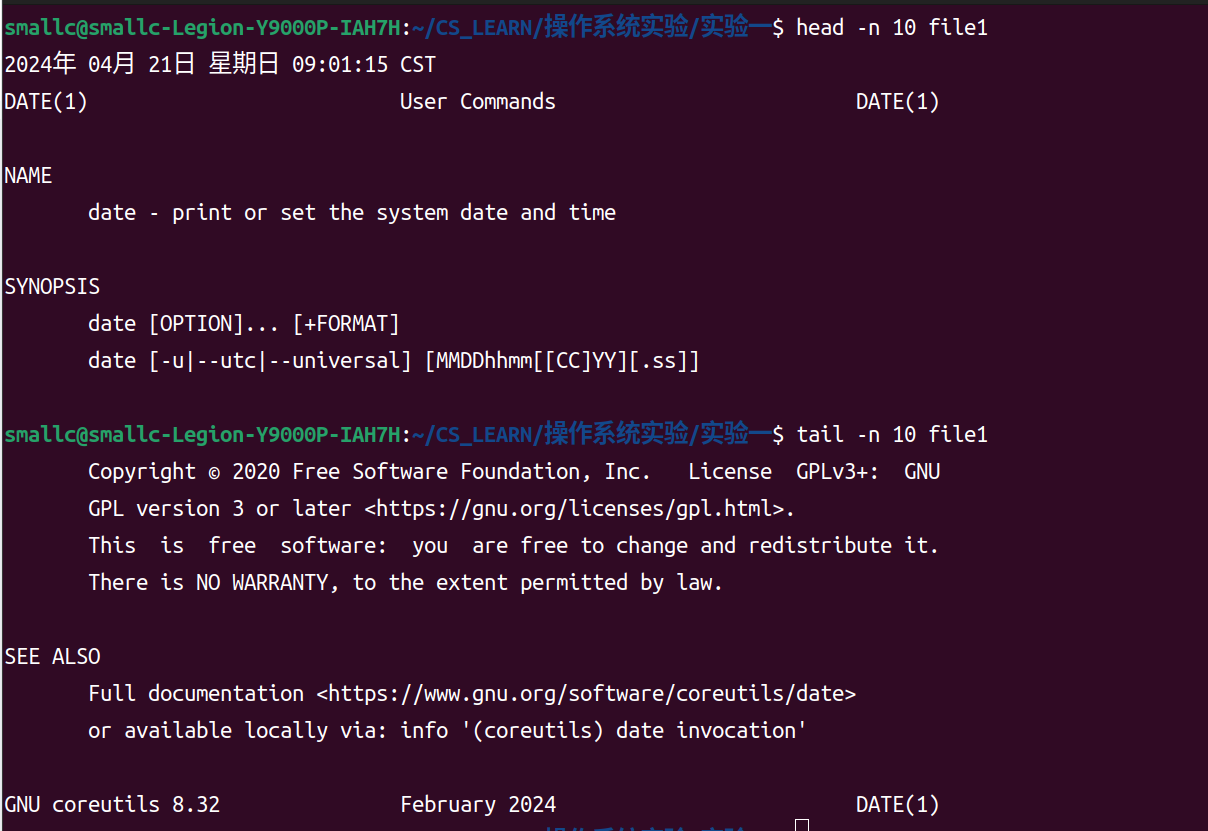 smallc@smallc-Legion-Y9000P-IAH7H:~/CS_LEARN/操作系统实验/实验一$ head -n 10 file1
2024年 04月 21日 星期日 09:01:15 CST
DATE(1)                          User Commands                         DATE(1)
NAME
       date - print or set the system date and time
SYNOPSIS
       date [OPTION]... [+FORMAT]
       date [-u|--utc|--universal] [MMDDhhmm[[CC]YY][.ss]]
smallc@smallc-Legion-Y9000P-IAH7H:~/CS_LEARN/操作系统实验/实验一$ tail -n 10 file1
       Copyright © 2020 Free Software Foundation, Inc.   License  GPLv3+:  GNU
       GPL version 3 or later <https://gnu.org/licenses/gpl.html>.
       This  is  free  software:  you  are free to change and redistribute it.
       There is NO WARRANTY, to the extent permitted by law.
SEE ALSO
       Full documentation <https://www.gnu.org/software/coreutils/date>
       or available locally via: info '(coreutils) date invocation'
GNU coreutils 8.32               February 2024                         DATE(1)